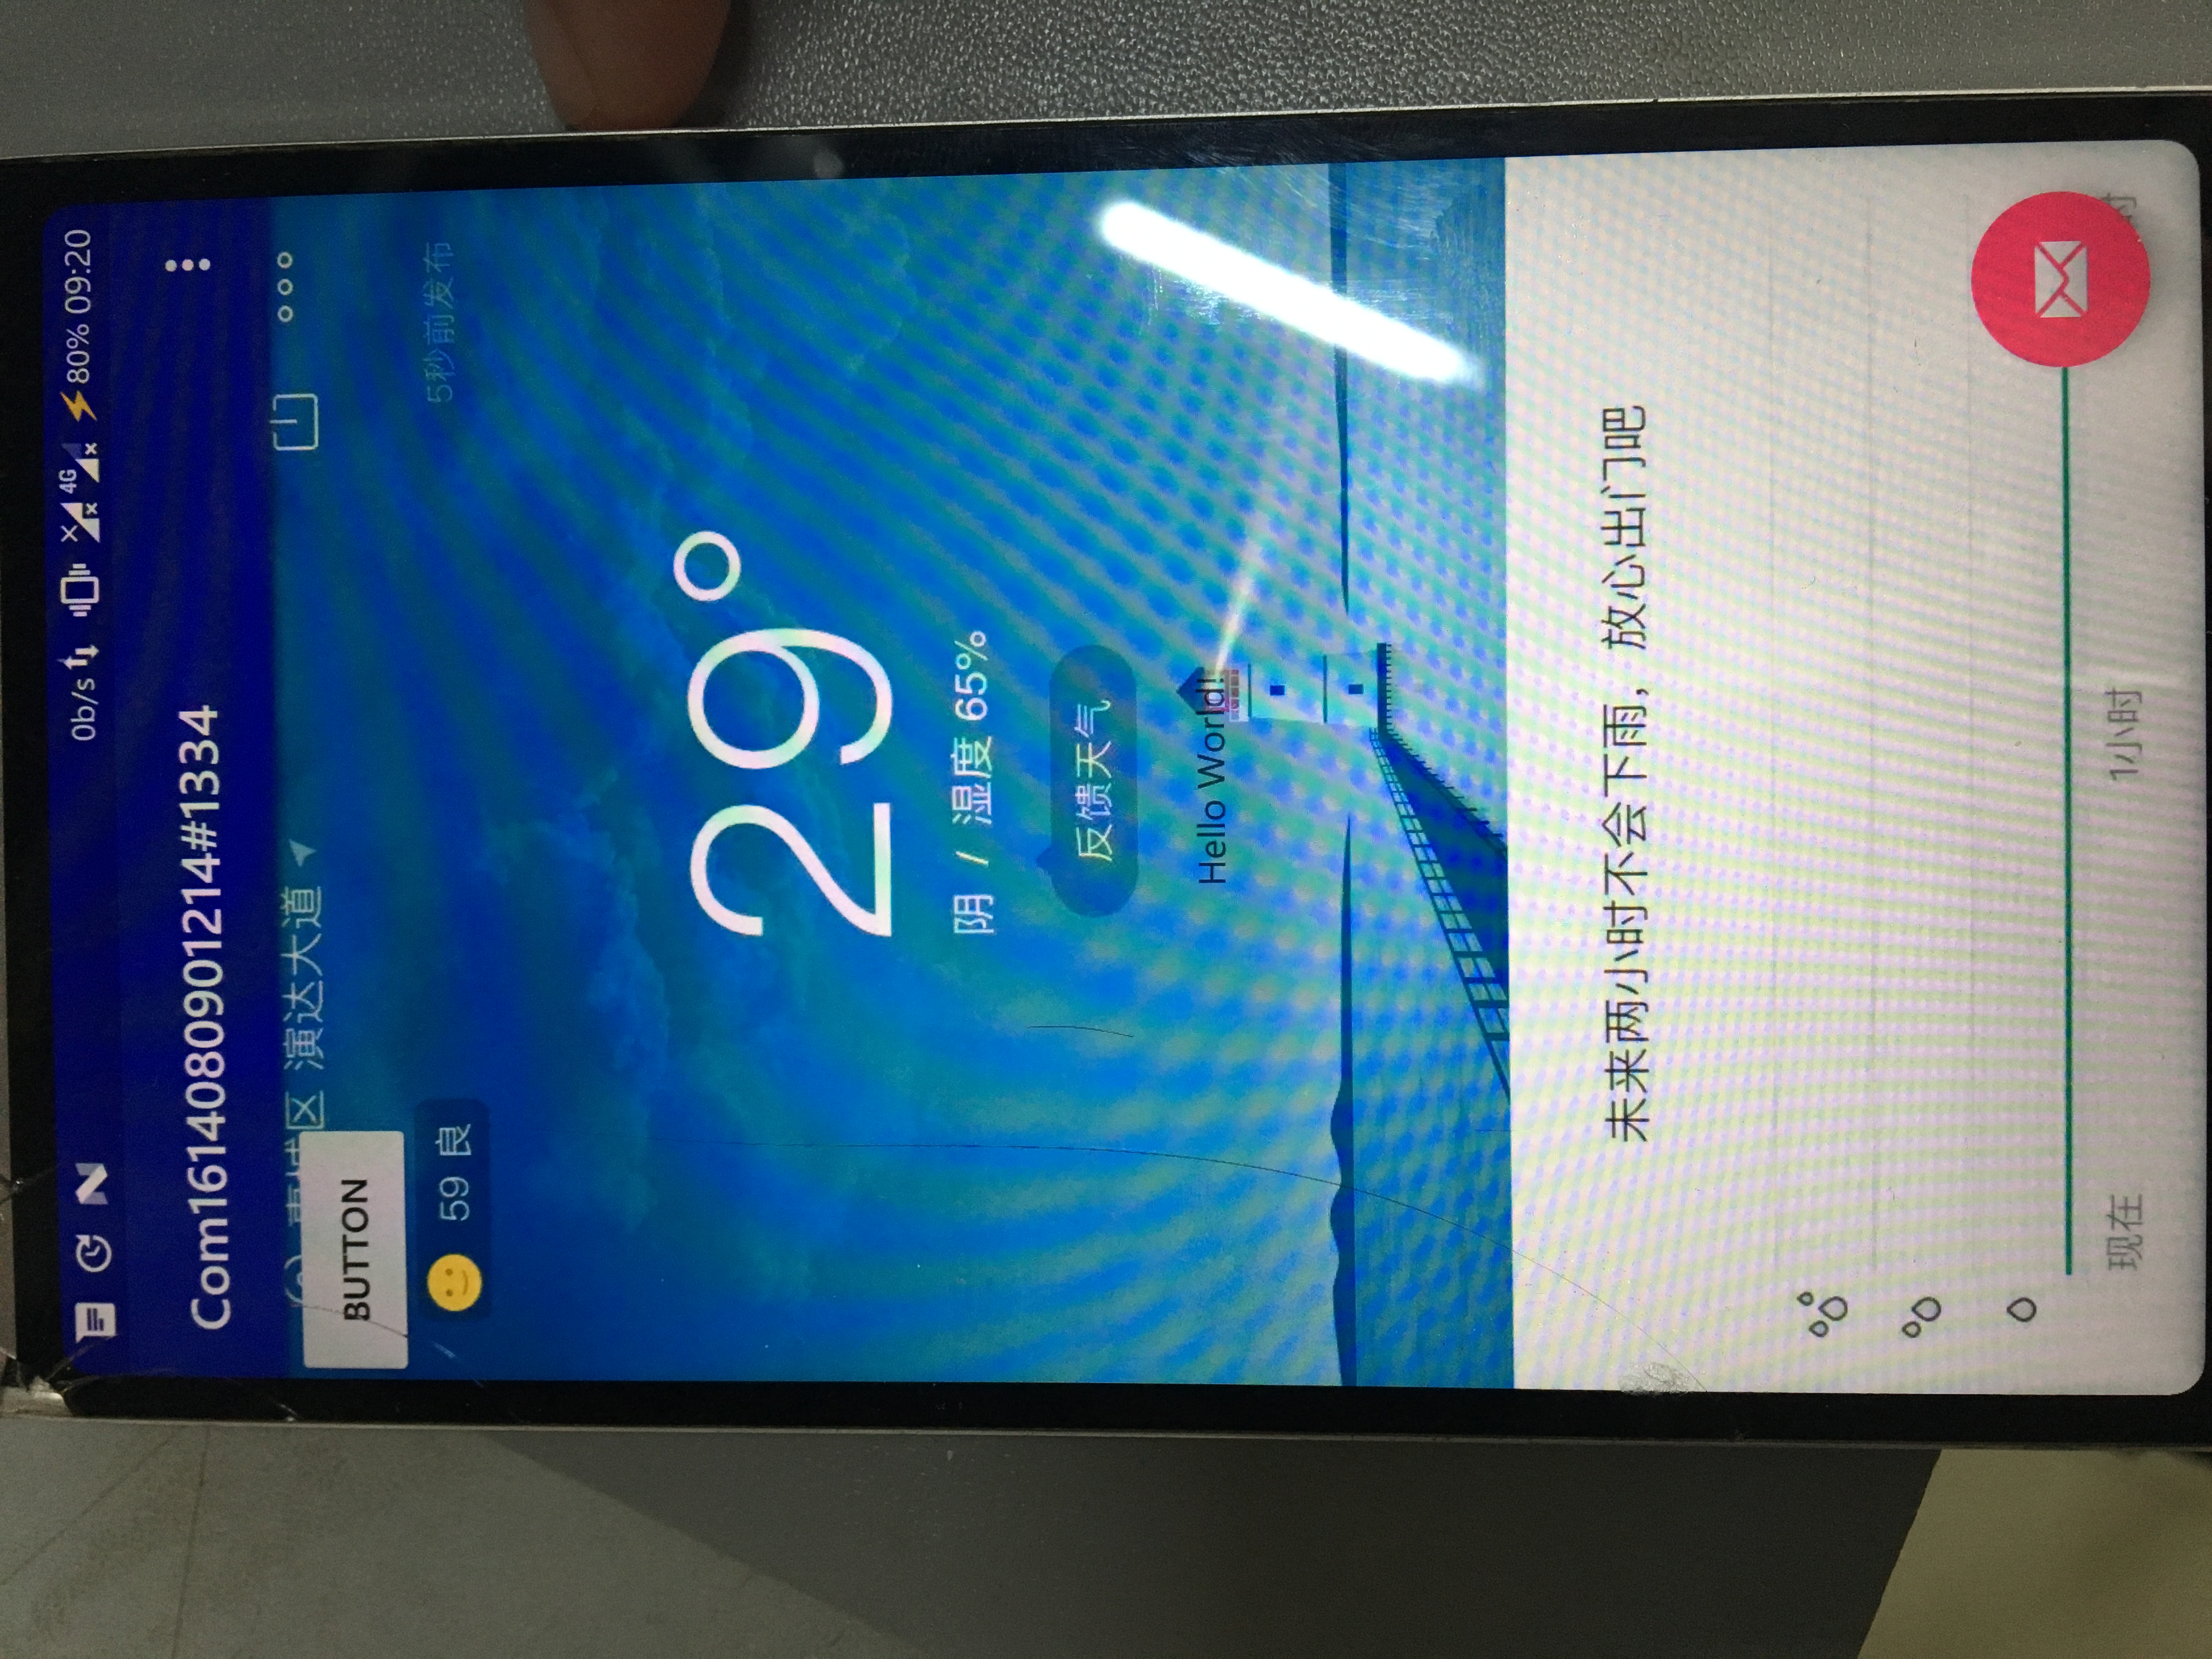 0b/s 4G 80% 09:20
Com1614080901214#1334
区 演达大道
BUTTON
59 良
5秒前发布
29°
阴 / 湿度 65%
反馈天气
Hello World!
未来两小时不会下雨，放心出门吧
现在
1小时
时